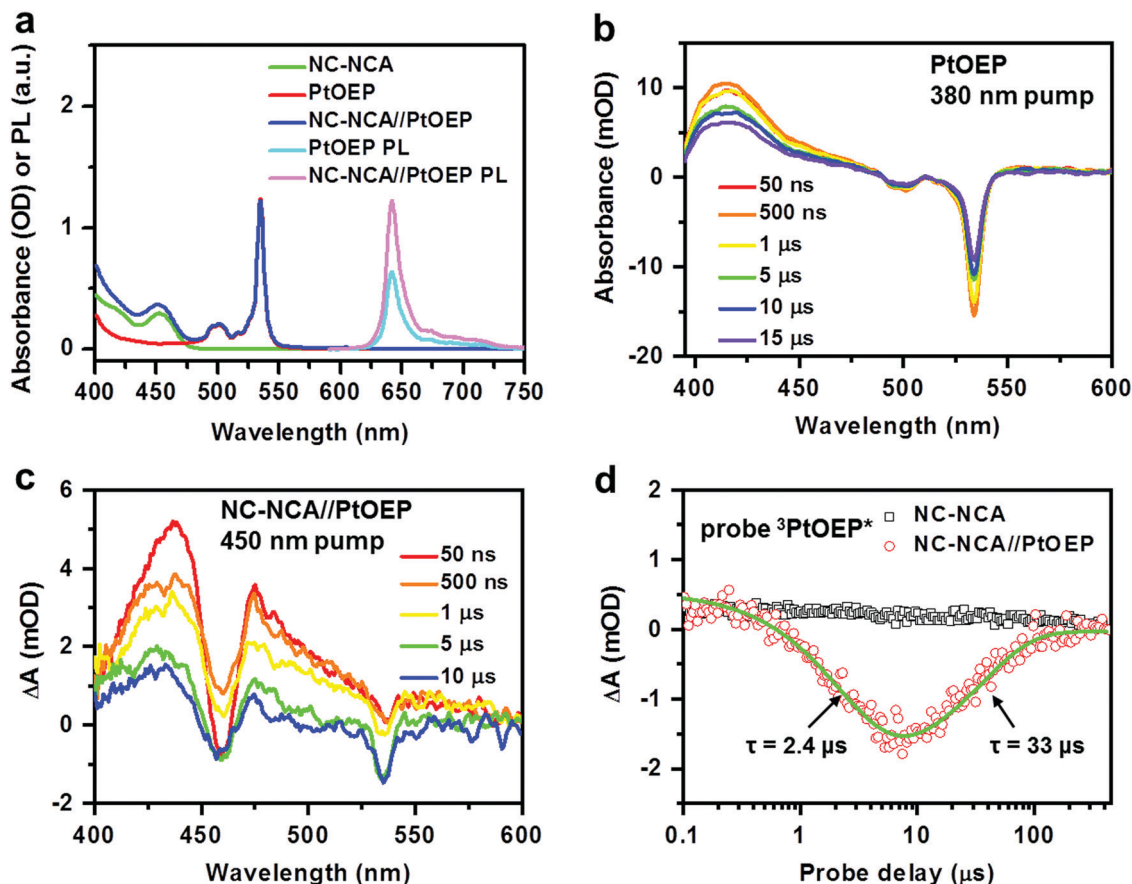 a
Absorbance (OD) or PL (a.u.)
2
1
0
NC-NCA
PtOEP
NC-NCA//PtOEP
PtOEP PL
NC-NCA//PtOEP PL
400 450 500 550 600 650 700 750
Wavelength (nm)
b
Absorbance (mOD)
10
0
-10
-20
PtOEP
380 nm pump
50 ns
500 ns
1 μs
5 μs
10 μs
15 μs
400 450 500 550 600
Wavelength (nm)
c
ΔA (mOD)
6
4
2
0
-2
NC-NCA//PtOEP
450 nm pump
50 ns
500 ns
1 μs
5 μs
10 μs
400 450 500 550 600
Wavelength (nm)
d
ΔA (mOD)
2
1
0
-1
-2
probe ³PtOEP*
NC-NCA
NC-NCA//PtOEP
τ = 2.4 μs
τ = 33 μs
0.1 1 10 100
Probe delay (μs)